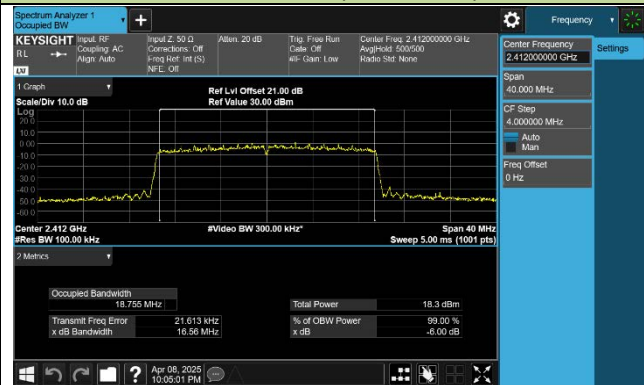 Spectrum Analyzer 1
Occupied BW
Frequency
KEYSIGHT
RL
LXI
Input: RF
Coupling: AC
Align: Auto
Input Z: 50 Ω
Corrections: Off
Freq Ref: Int (S)
NFE: Off
Atten: 20 dB
Trig: Free Run
Gate: Off
#IF Gain: Low
Center Freq: 2.412000000 GHz
Avg|Hold: 500/500
Radio Std: None
Center Frequency
2.412000000 GHz
Settings
Span
40.000 MHz
CF Step
4.000000 MHz
Auto
Man
Freq Offset
0 Hz
1 Graph
Scale/Div 10.0 dB
Ref Lvl Offset 21.00 dB
Ref Value 30.00 dBm
Log
20.0
10.0
0.00
-10.0
-20.0
-30.0
-40.0
-50.0
-60.0
Center 2.412 GHz
#Res BW 100.00 kHz
#Video BW 300.00 kHz*
Span 40 MHz
Sweep 5.00 ms (1001 pts)
2 Metrics
Occupied Bandwidth
18.755 MHz
Total Power 18.3 dBm
Transmit Freq Error 21.613 kHz
% of OBW Power 99.00 %
x dB Bandwidth 16.56 MHz
x dB -6.00 dB
Apr 08, 2025
10:05:01 PM